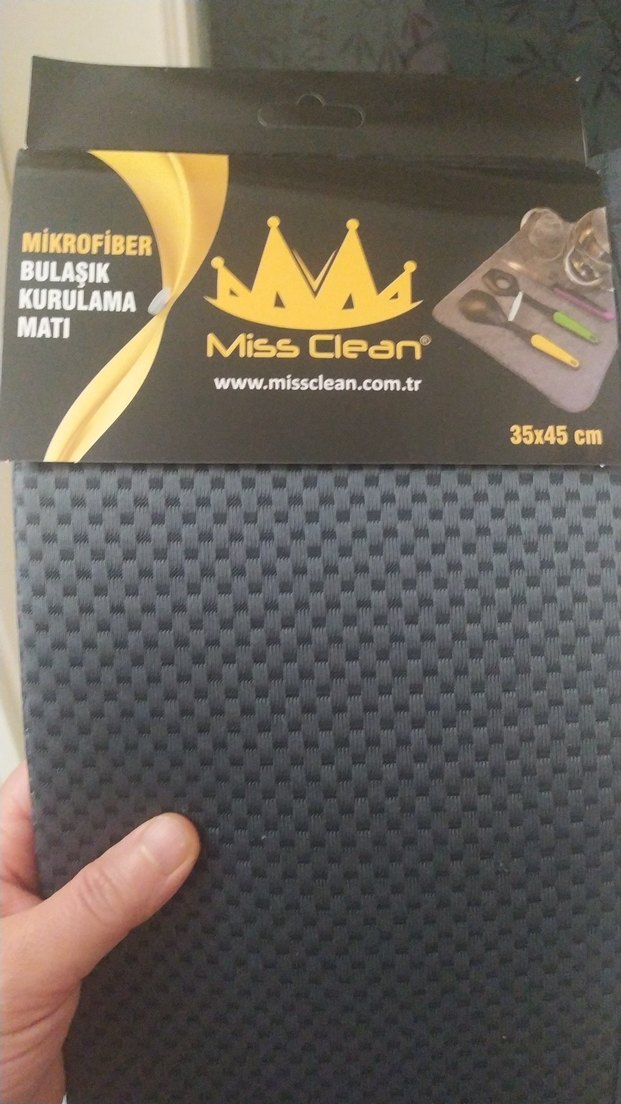 MİKROFİBER
BULAŞIK
KURULAMA
MATI
Miss Clean®
www.missclean.com.tr
35x45 cm